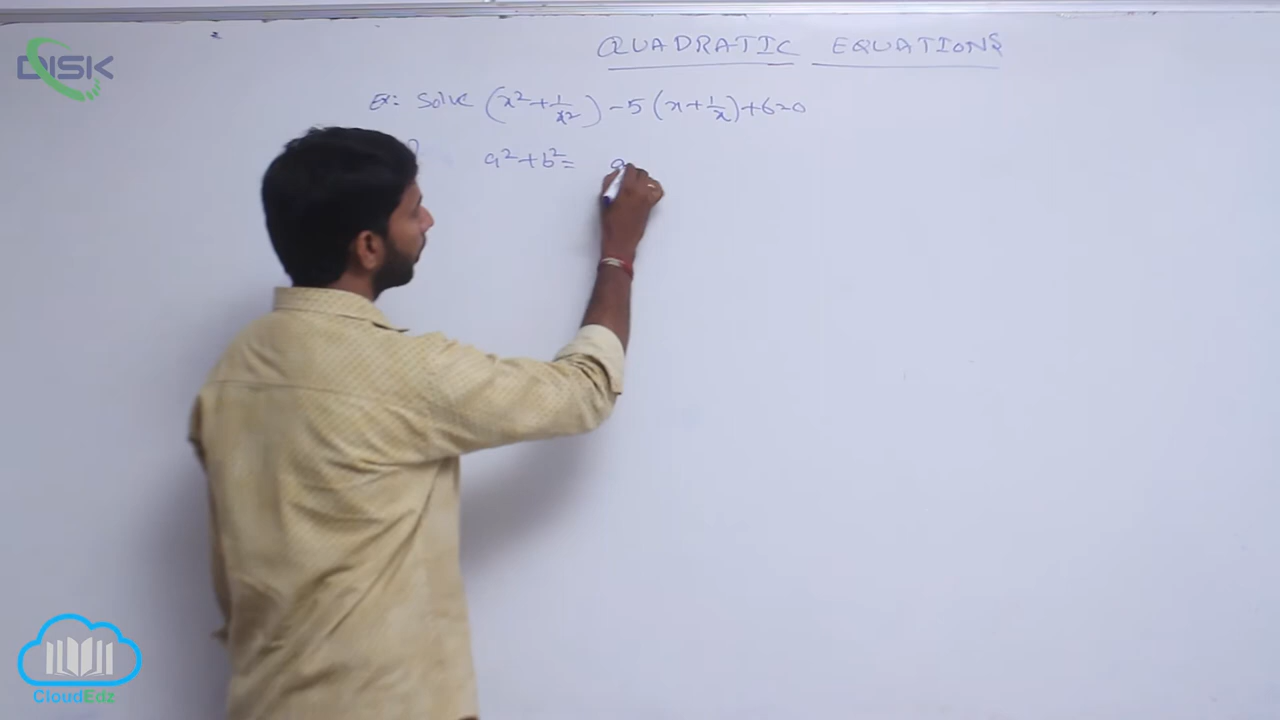 DISK
QUADRATIC EQUATIONS
Ex: Solve (x² + 1/x²) - 5 (x + 1/x) + 6 = 0
a² + b² = a
CloudEdz